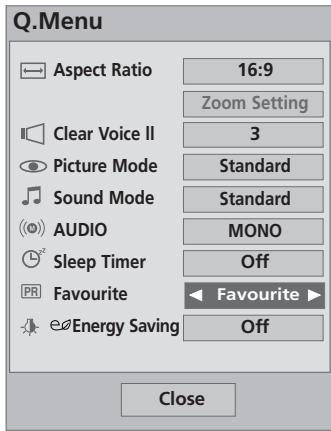 Q.Menu
Aspect Ratio 16:9
Zoom Setting
Clear Voice ll 3
Picture Mode Standard
Sound Mode Standard
AUDIO MONO
Sleep Timer Off
PR Favourite ◄ Favourite ►
Energy Saving Off
Close